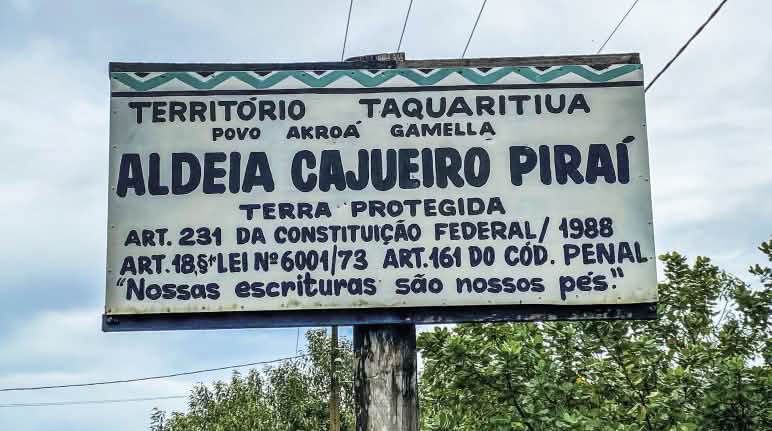 TERRITÓRIO TAQUARITIUA
POVO AKROÁ GAMELLA
ALDEIA CAJUEIRO PIRAÍ
TERRA PROTEGIDA
ART. 231 DA CONSTITUIÇÃO FEDERAL/ 1988
ART. 18,§1º LEI Nº 6001/73 ART. 161 DO CÓD. PENAL
"Nossas escrituras são nossos pés."